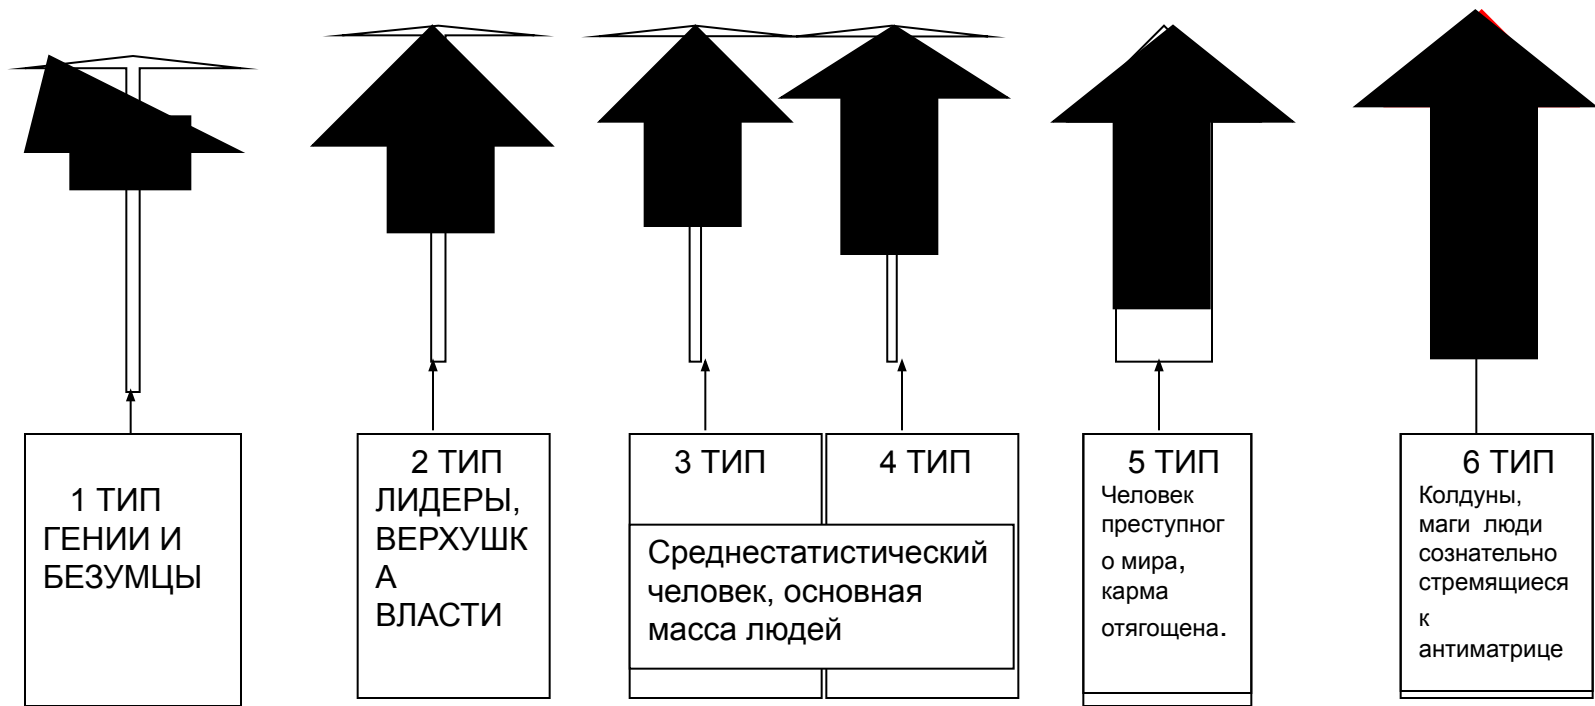 1 ТИП
ГЕНИИ И
БЕЗУМЦЫ
2 ТИП
ЛИДЕРЫ,
ВЕРХУШК
А
ВЛАСТИ
3 ТИП
4 ТИП
Среднестатистический
человек, основная
масса людей
5 ТИП
Человек
преступног
о мира,
карма
отягощена.
6 ТИП
Колдуны,
маги люди
сознательно
стремящиеся
к
антиматрице